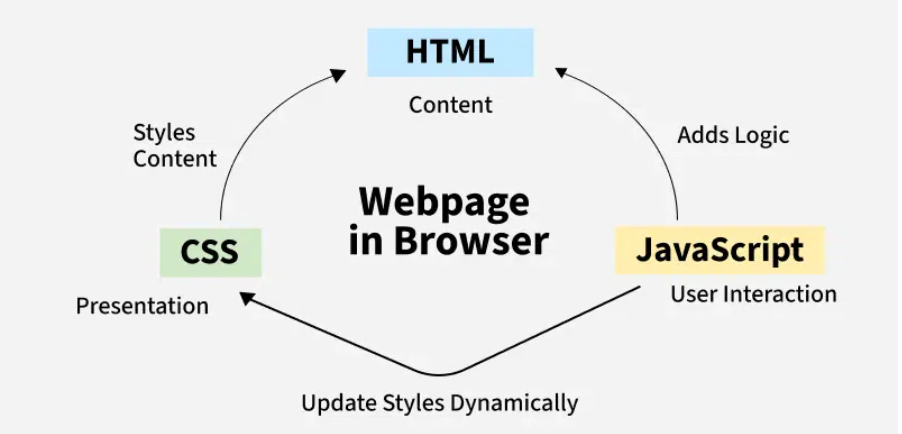 HTML
Content
Styles
Content
Adds Logic
Webpage
in Browser
CSS
JavaScript
Presentation
User Interaction
Update Styles Dynamically